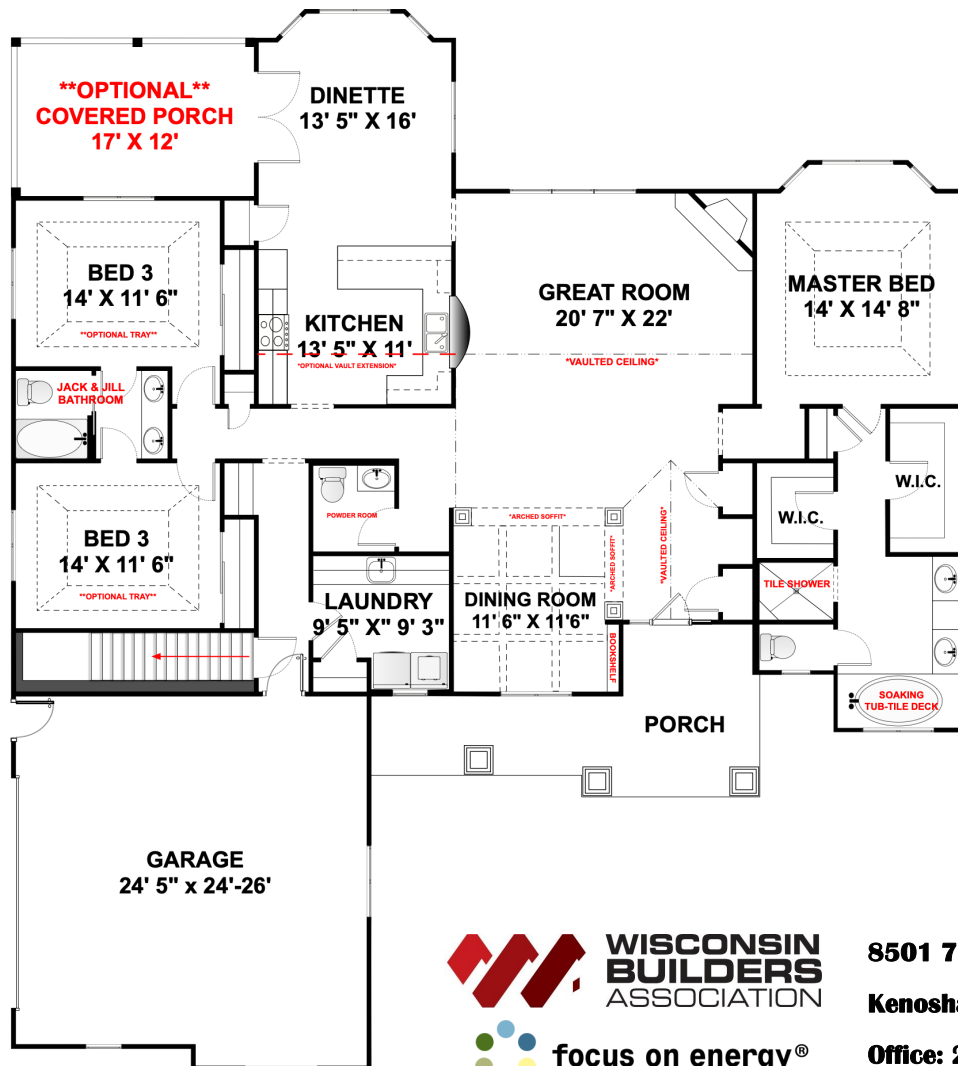 **OPTIONAL**
COVERED PORCH
17' X 12'
DINETTE
13' 5" X 16'
BED 3
14' X 11' 6"
**OPTIONAL TRAY**
KITCHEN
13' 5" X 11'
*OPTIONAL VAULT EXTENSION*
GREAT ROOM
20' 7" X 22'
*VAULTED CEILING*
MASTER BED
14' X 14' 8"
JACK & JILL
BATHROOM
W.I.C.
W.I.C.
POWDER ROOM
*ARCHED SOFFIT*
*ARCHED SOFFIT*
*VAULTED CEILING*
BED 3
14' X 11' 6"
**OPTIONAL TRAY**
LAUNDRY
9' 5" X" 9' 3"
DINING ROOM
11' 6" X 11'6"
BOOKSHELF
TILE SHOWER
SOAKING
TUB-TILE DECK
PORCH
GARAGE
24' 5" x 24'-26'
WISCONSIN
BUILDERS
ASSOCIATION
focus on energy®
8501 7
Kenosha
Office: 2